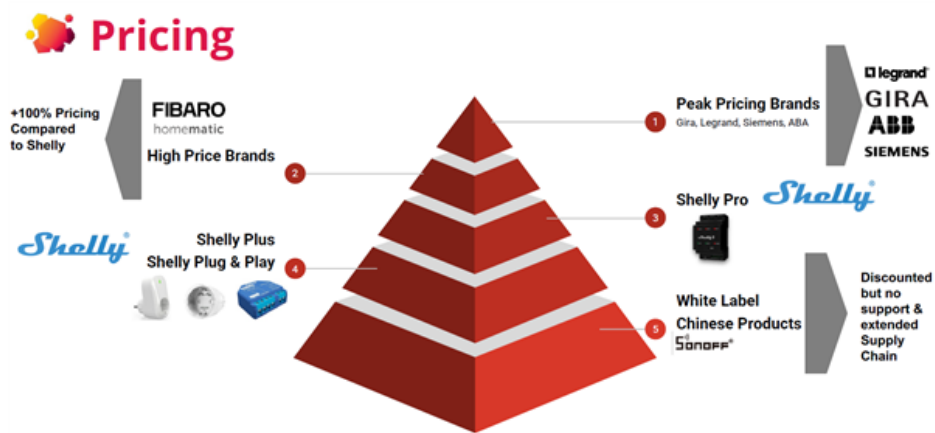 Pricing
+100% Pricing
Compared
to Shelly
FIBARO
homematic
High Price Brands
2
1
Peak Pricing Brands
Gira, Legrand, Siemens, ABA
legrand®
GIRA
ABB
SIEMENS
3
Shelly Pro
Shelly®
Shelly®
Shelly Plus
Shelly Plug & Play
4
5
White Label
Chinese Products
SONOFF®
Discounted
but no
support &
extended
Supply
Chain